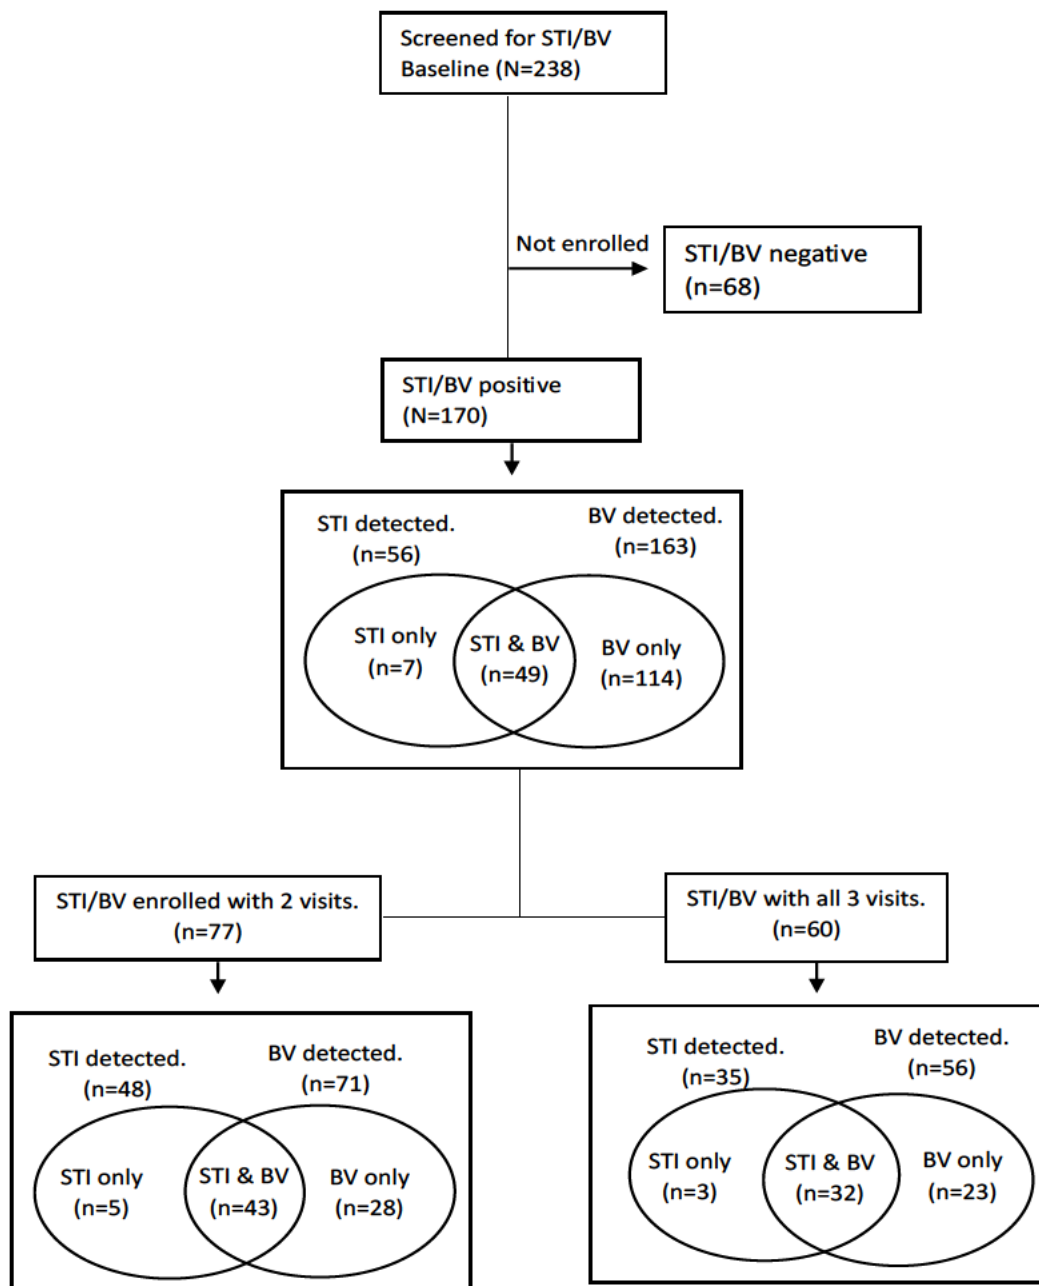 Screened for STI/BV
Baseline (N=238)
Not enrolled
STI/BV negative
(n=68)
STI/BV positive
(N=170)
STI detected.
(n=56)
BV detected.
(n=163)
STI only
(n=7)
STI & BV
(n=49)
BV only
(n=114)
STI/BV enrolled with 2 visits.
(n=77)
STI/BV with all 3 visits.
(n=60)
STI detected.
(n=48)
BV detected.
(n=71)
STI only
(n=5)
STI & BV
(n=43)
BV only
(n=28)
STI detected.
(n=35)
BV detected.
(n=56)
STI only
(n=3)
STI & BV
(n=32)
BV only
(n=23)